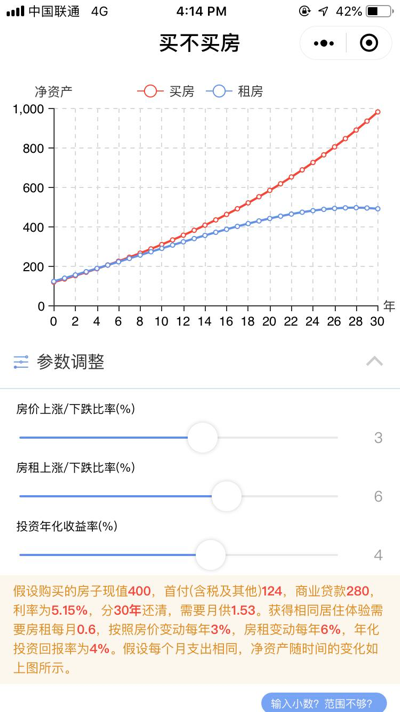 中国联通 4G 4:14 PM 42%
买不买房
净资产 买房 租房
1,000
800
600
400
200
0
年
0 2 4 6 8 10 12 14 16 18 20 22 24 26 28 30
参数调整
房价上涨/下跌比率(%)
3
房租上涨/下跌比率(%)
6
投资年化收益率(%)
4
假设购买的房子现值400，首付(含税及其他)124，商业贷款280，
利率为5.15%，分30年还清，需要月供1.53。获得相同居住体验需
要房租每月0.6，按照房价变动每年3%，房租变动每年6%，年化
投资回报率为4%。假设每个月支出相同，净资产随时间的变化如
上图所示。
输入小数？范围不够？